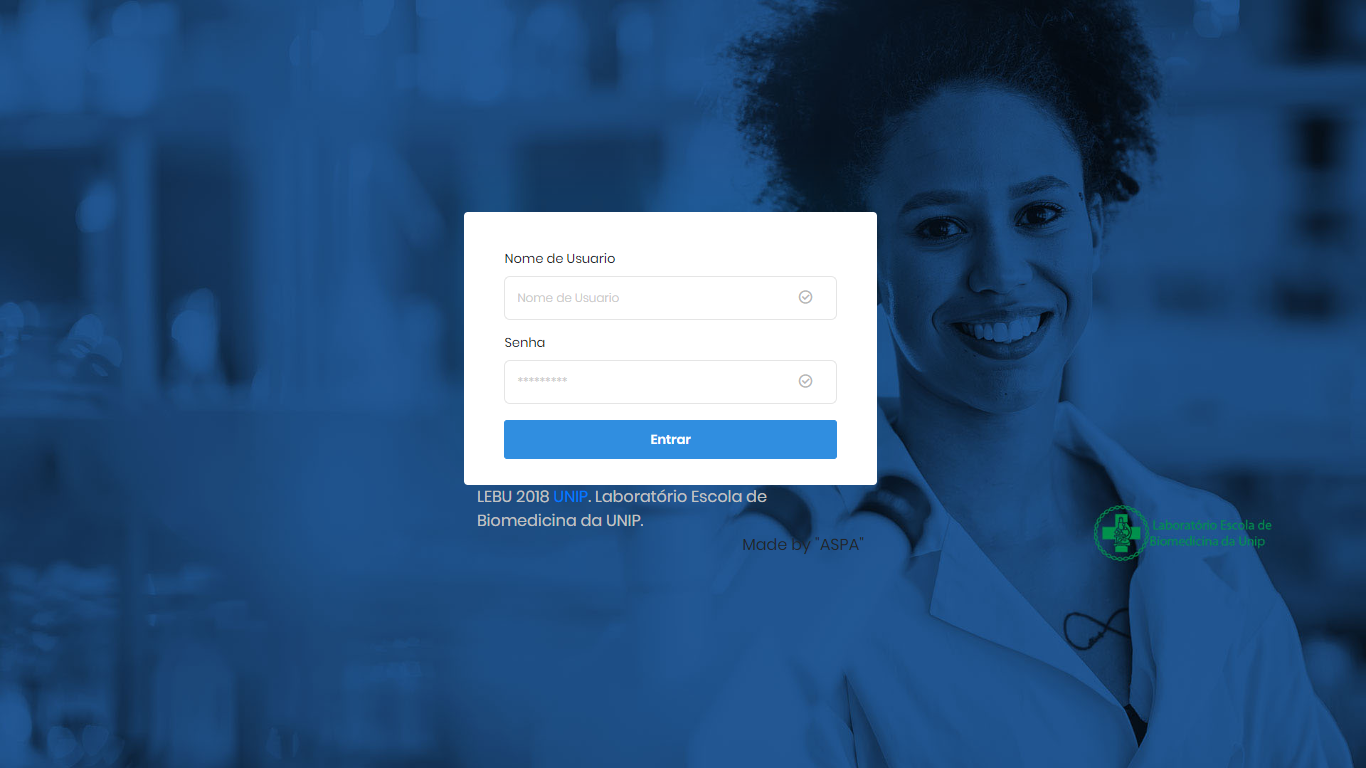 Nome de Usuario
Nome de Usuario
Senha
*********
Entrar
LEBU 2018 UNIP. Laboratório Escola de
Biomedicina da UNIP.
Made by "ASPA"
Laboratório Escola de
Biomedicina da Unip